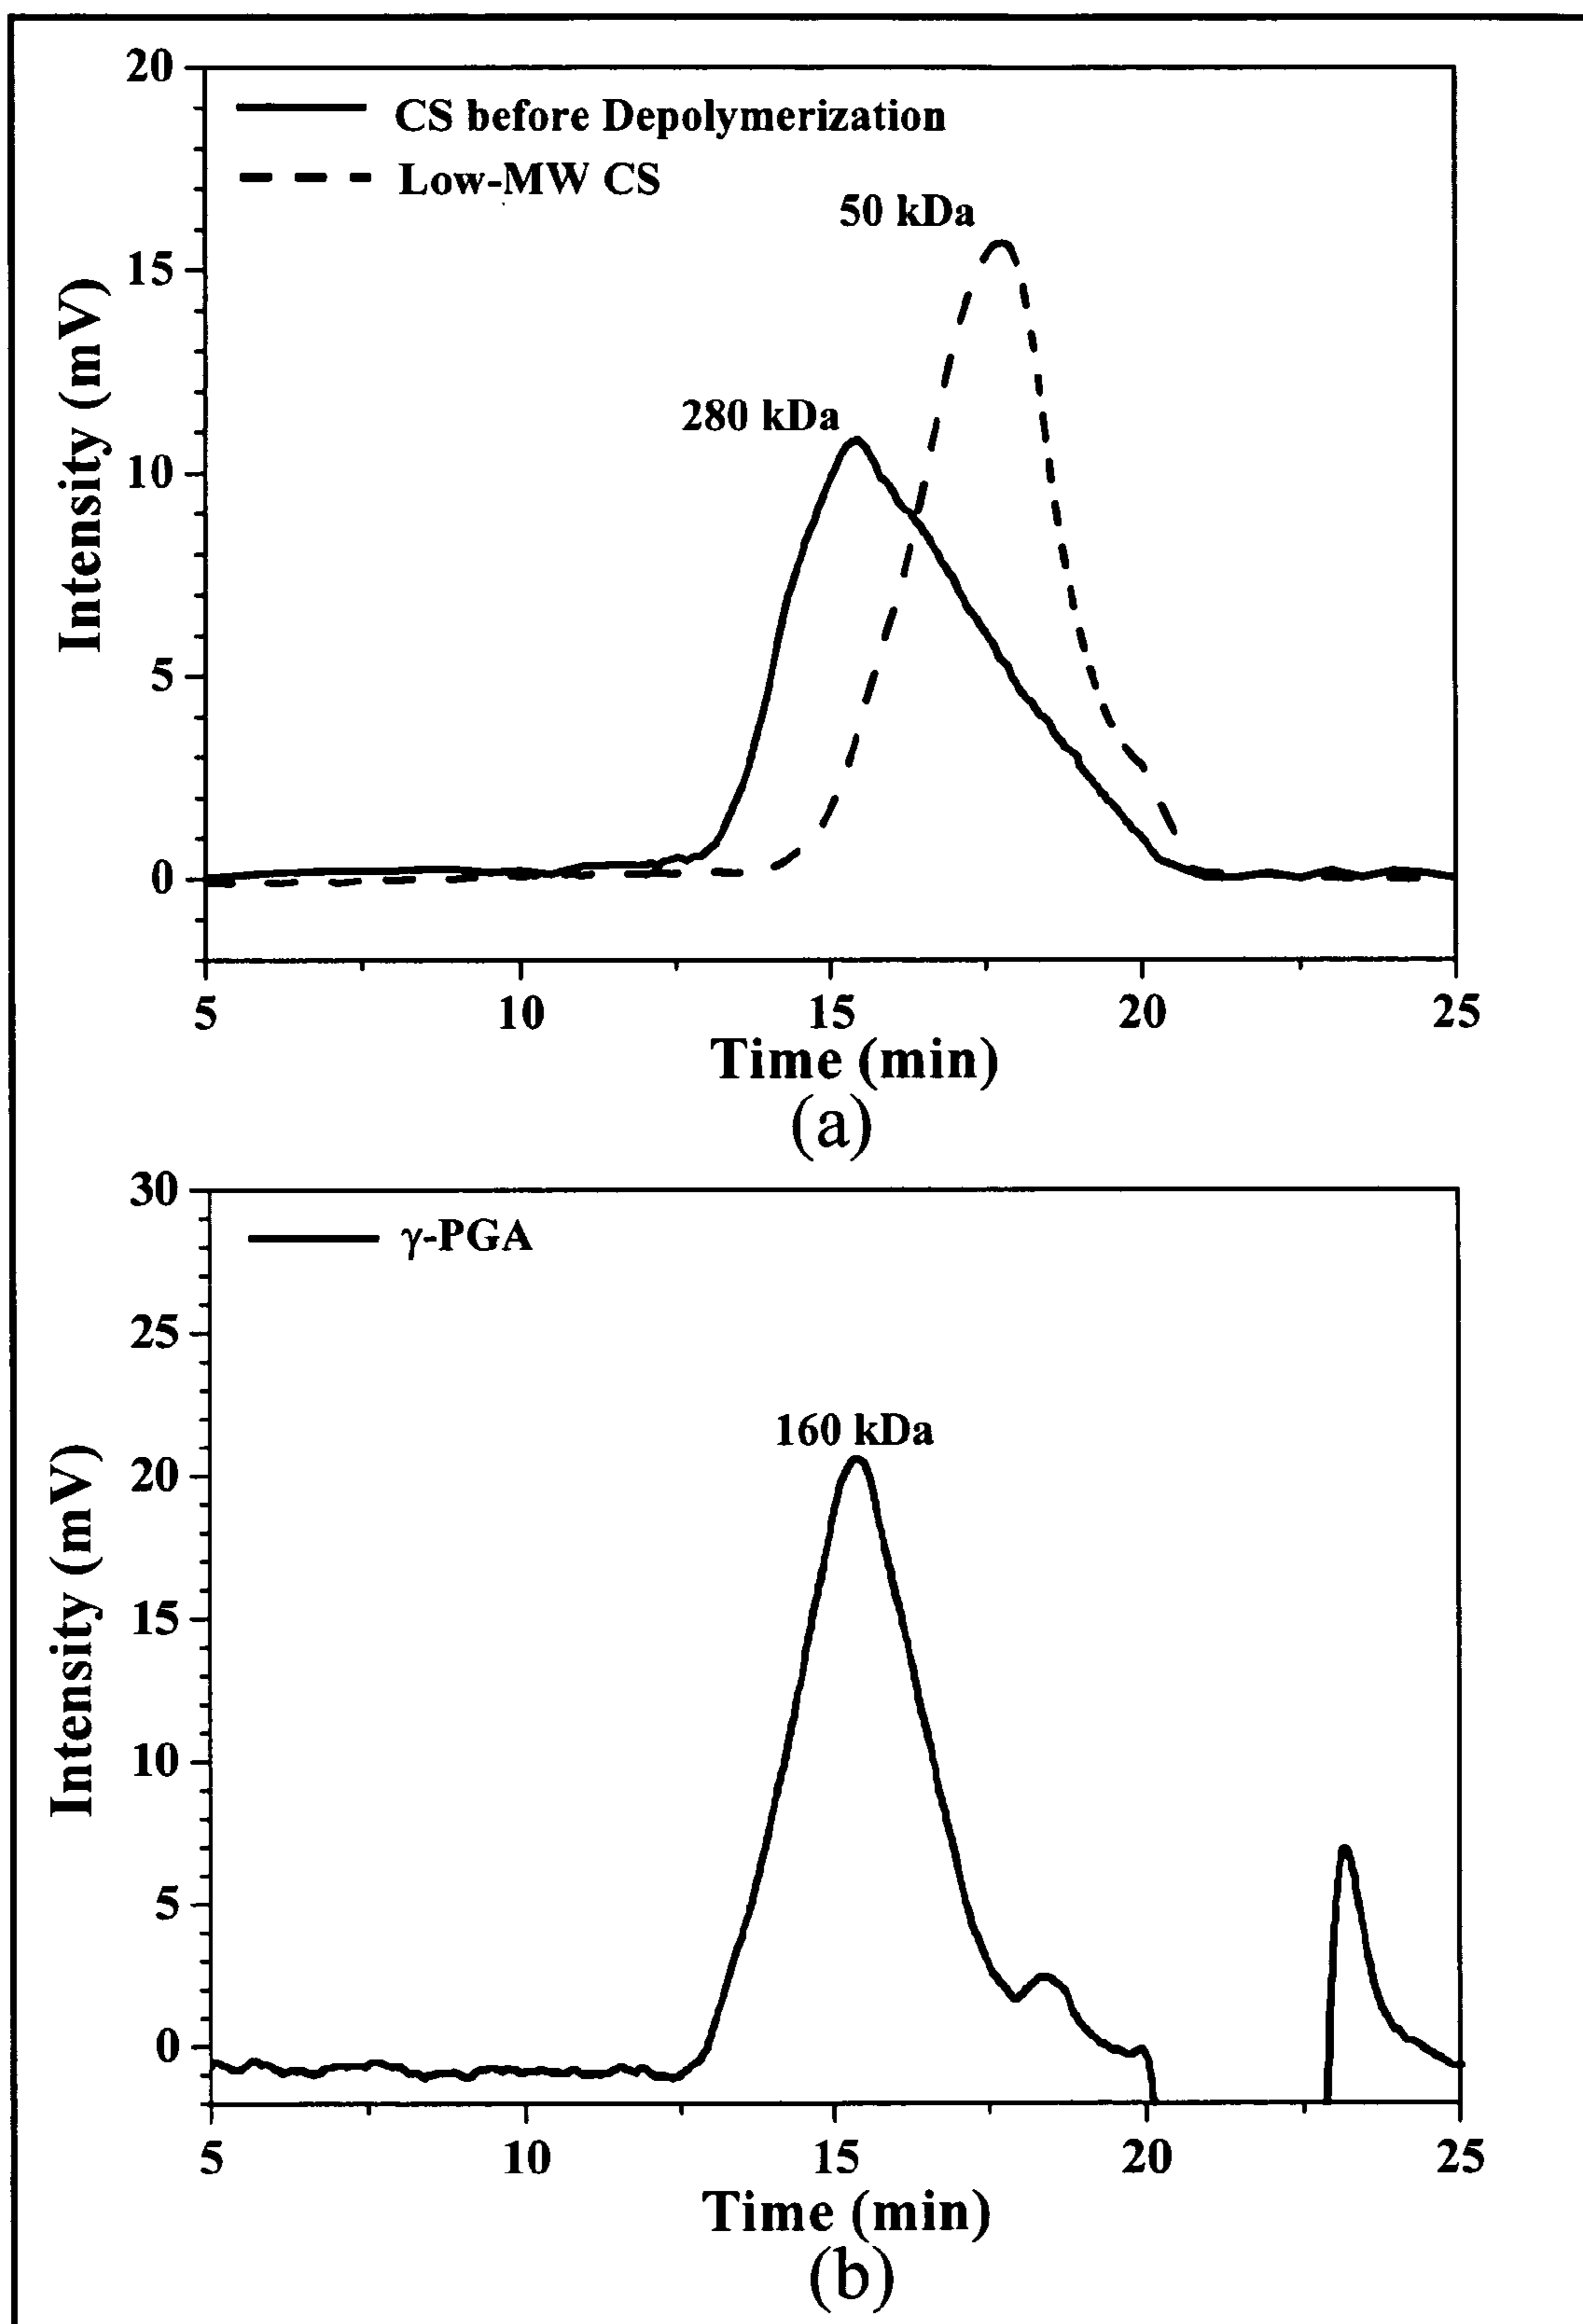 20
CS before Depolymerization
Low-MW CS
50 kDa
15
280 kDa
10
5
0
Intensity (mV)
5 10 15 20 25
Time (min)
(a)
30
γ-PGA
25
160 kDa
20
15
10
5
0
Intensity (mV)
5 10 15 20 25
Time (min)
(b)